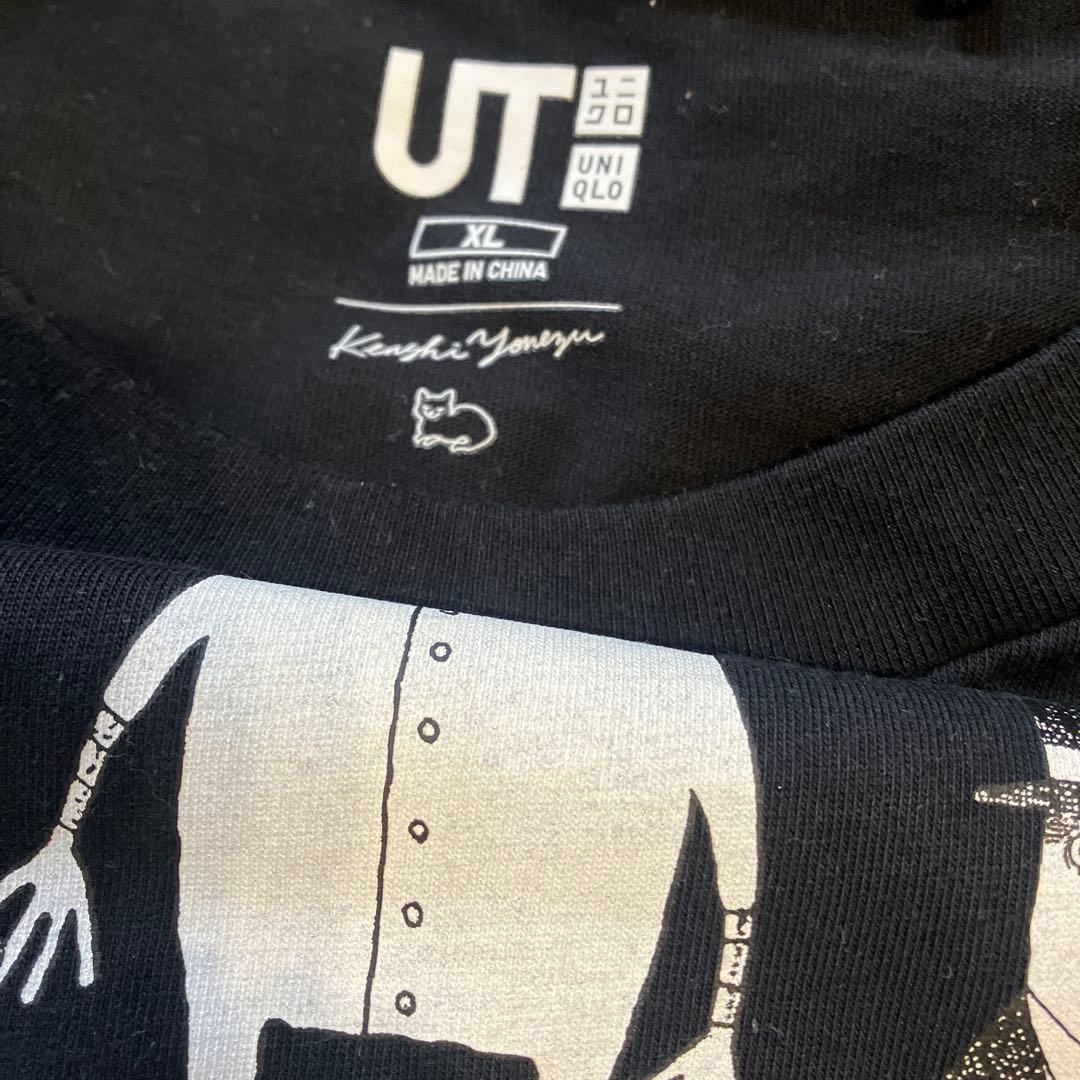 UT
ユニ
クロ
UNI
QLO
XL
MADE IN CHINA
Kenshi Yonezu